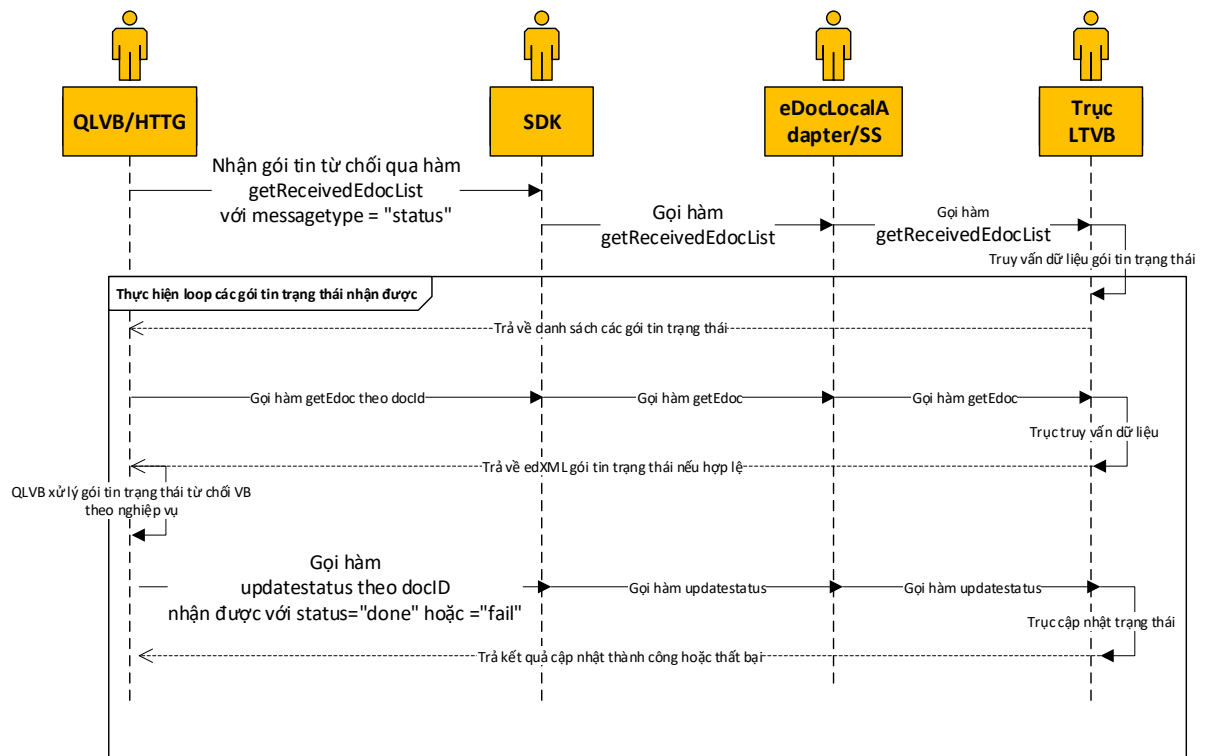 QLVB/HTTG
SDK
eDocLocalA
dapter/SS
Trục
LTVB
Nhận gói tin từ chối qua hàm
getReceivedEdocList
với messagetype = "status"
Gọi hàm
getReceivedEdocList
Gọi hàm
getReceivedEdocList
Truy vấn dữ liệu gói tin trạng thái
Thực hiện loop các gói tin trạng thái nhận được
Trả về danh sách các gói tin trạng thái
Gọi hàm getEdoc theo docId
Gọi hàm getEdoc
Gọi hàm getEdoc
Trục truy vấn dữ liệu
Trả về edXML gói tin trạng thái nếu hợp lệ
QLVB xử lý gói tin trạng thái từ chối VB
theo nghiệp vụ
Gọi hàm
updatestatus theo docID
nhận được với status="done" hoặc ="fail"
Gọi hàm updatestatus
Gọi hàm updatestatus
Trục cập nhật trạng thái
Trả kết quả cập nhật thành công hoặc thất bại